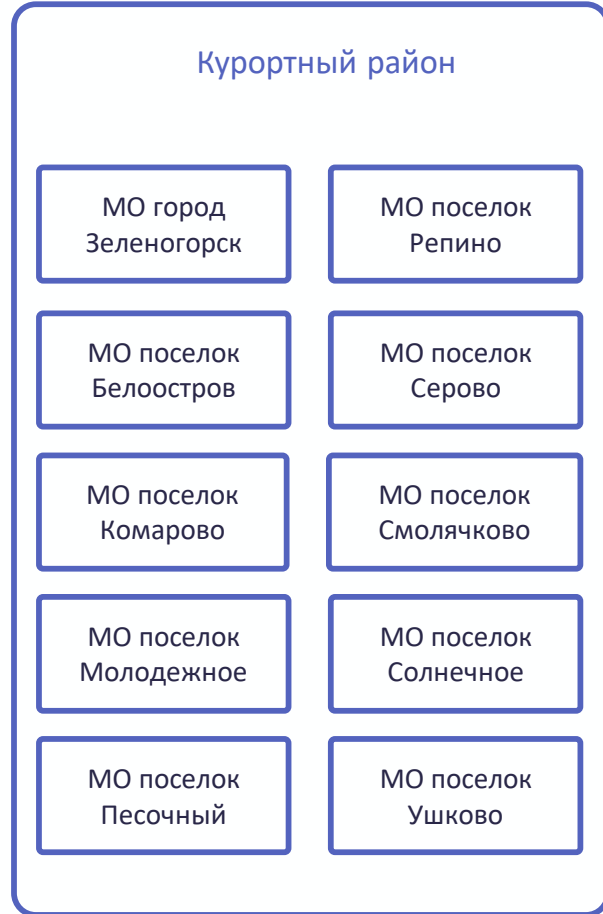 Курортный район
МО город
Зеленогорск
МО поселок
Репино
МО поселок
Белоостров
МО поселок
Серово
МО поселок
Комарово
МО поселок
Смолячково
МО поселок
Молодежное
МО поселок
Солнечное
МО поселок
Песочный
МО поселок
Ушково